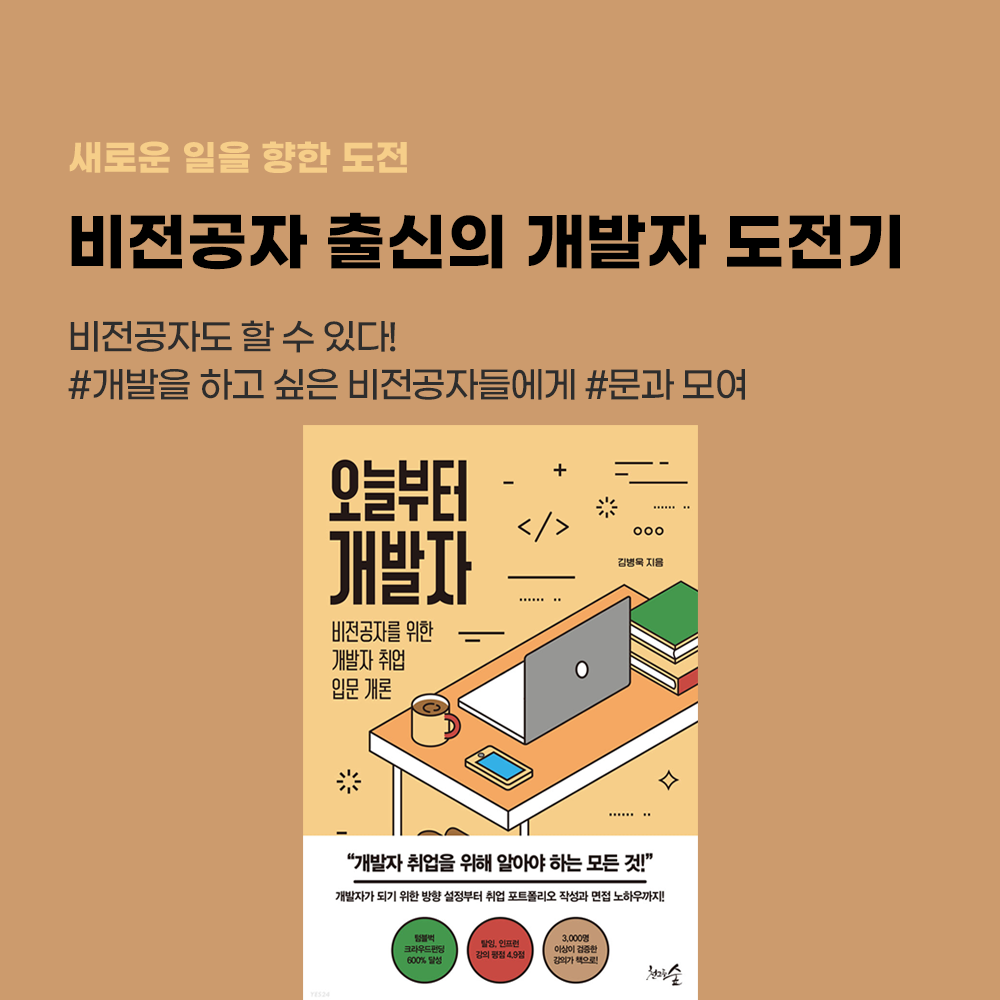 새로운 일을 향한 도전
비전공자 출신의 개발자 도전기
비전공자도 할 수 있다!
#개발을 하고 싶은 비전공자들에게 #문과 모여
오늘부터
개발자
</>
김병욱 지음
비전공자를 위한
개발자 취업
입문 개론
“개발자 취업을 위해 알아야 하는 모든 것!”
개발자가 되기 위한 방향 설정부터 취업 포트폴리오 작성과 면접 노하우까지!
텀블벅
크라우드펀딩
600% 달성
탈잉, 인프런
강의 평점 4.9점
3,000명
이상이 검증한
강의가 책으로!
천그루숲
YES24